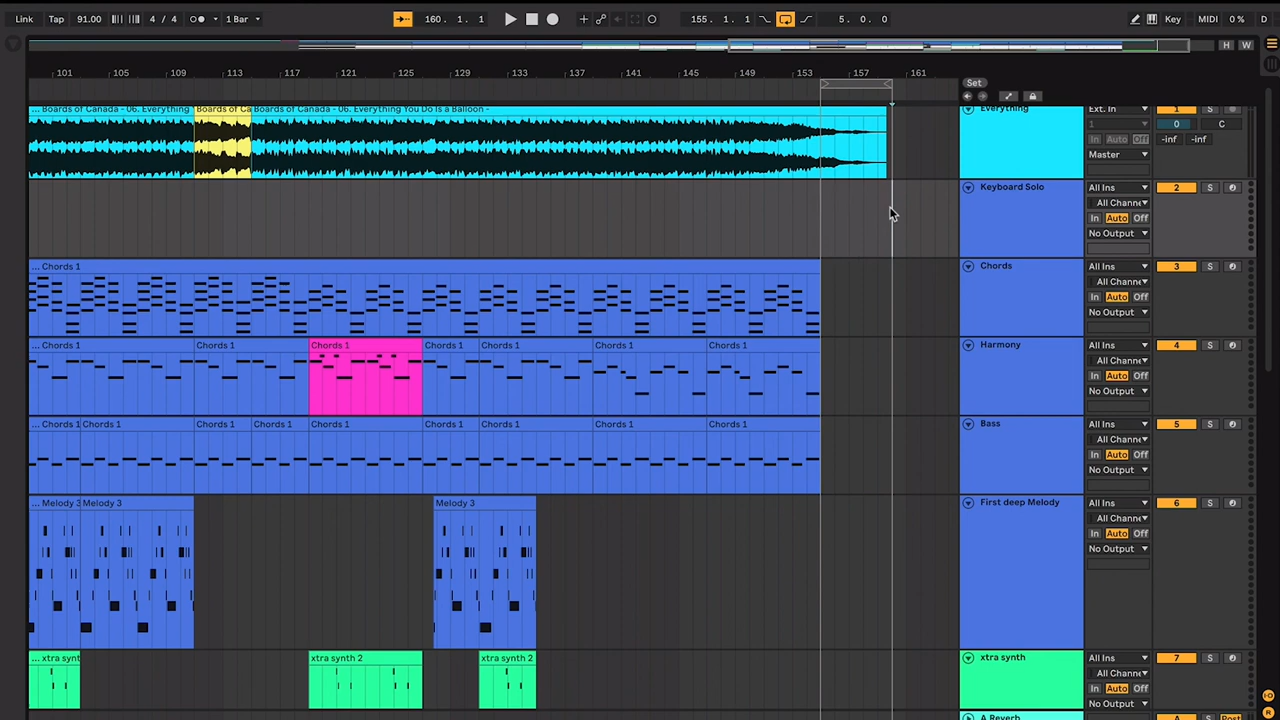 Link Tap 91.00 4 / 4 1 Bar 160. 1. 1 155. 1. 1 5. 0. 0 Key MIDI 0 % D
H W
101 105 109 113 117 121 125 129 133 137 141 145 149 153 157 161
Set
... Boards of Canada - 06. Everything Boards of Ca Boards of Canada - 06. Everything You Do Is a Balloon -
Everything Ext. In 1 S
1 0 C
In Auto Off -inf -inf
Master
Keyboard Solo All Ins 2 S
All Channe
In Auto Off
No Output
... Chords 1
Chords All Ins 3 S
All Channe
In Auto Off
No Output
... Chords 1 Chords 1 Chords 1 Chords 1 Chords 1 Chords 1 Chords 1
Harmony All Ins 4 S
All Channe
In Auto Off
No Output
... Chords 1 Chords 1 Chords 1 Chords 1 Chords 1 Chords 1 Chords 1 Chords 1 Chords 1
Bass All Ins 5 S
All Channe
In Auto Off
No Output
... Melody 3 Melody 3 Melody 3
First deep Melody All Ins 6 S
All Channe
In Auto Off
No Output
... xtra synt xtra synth 2 xtra synth 2
xtra synth All Ins 7 S
All Channe
In Auto Off
No Output
A Reverb A S Post